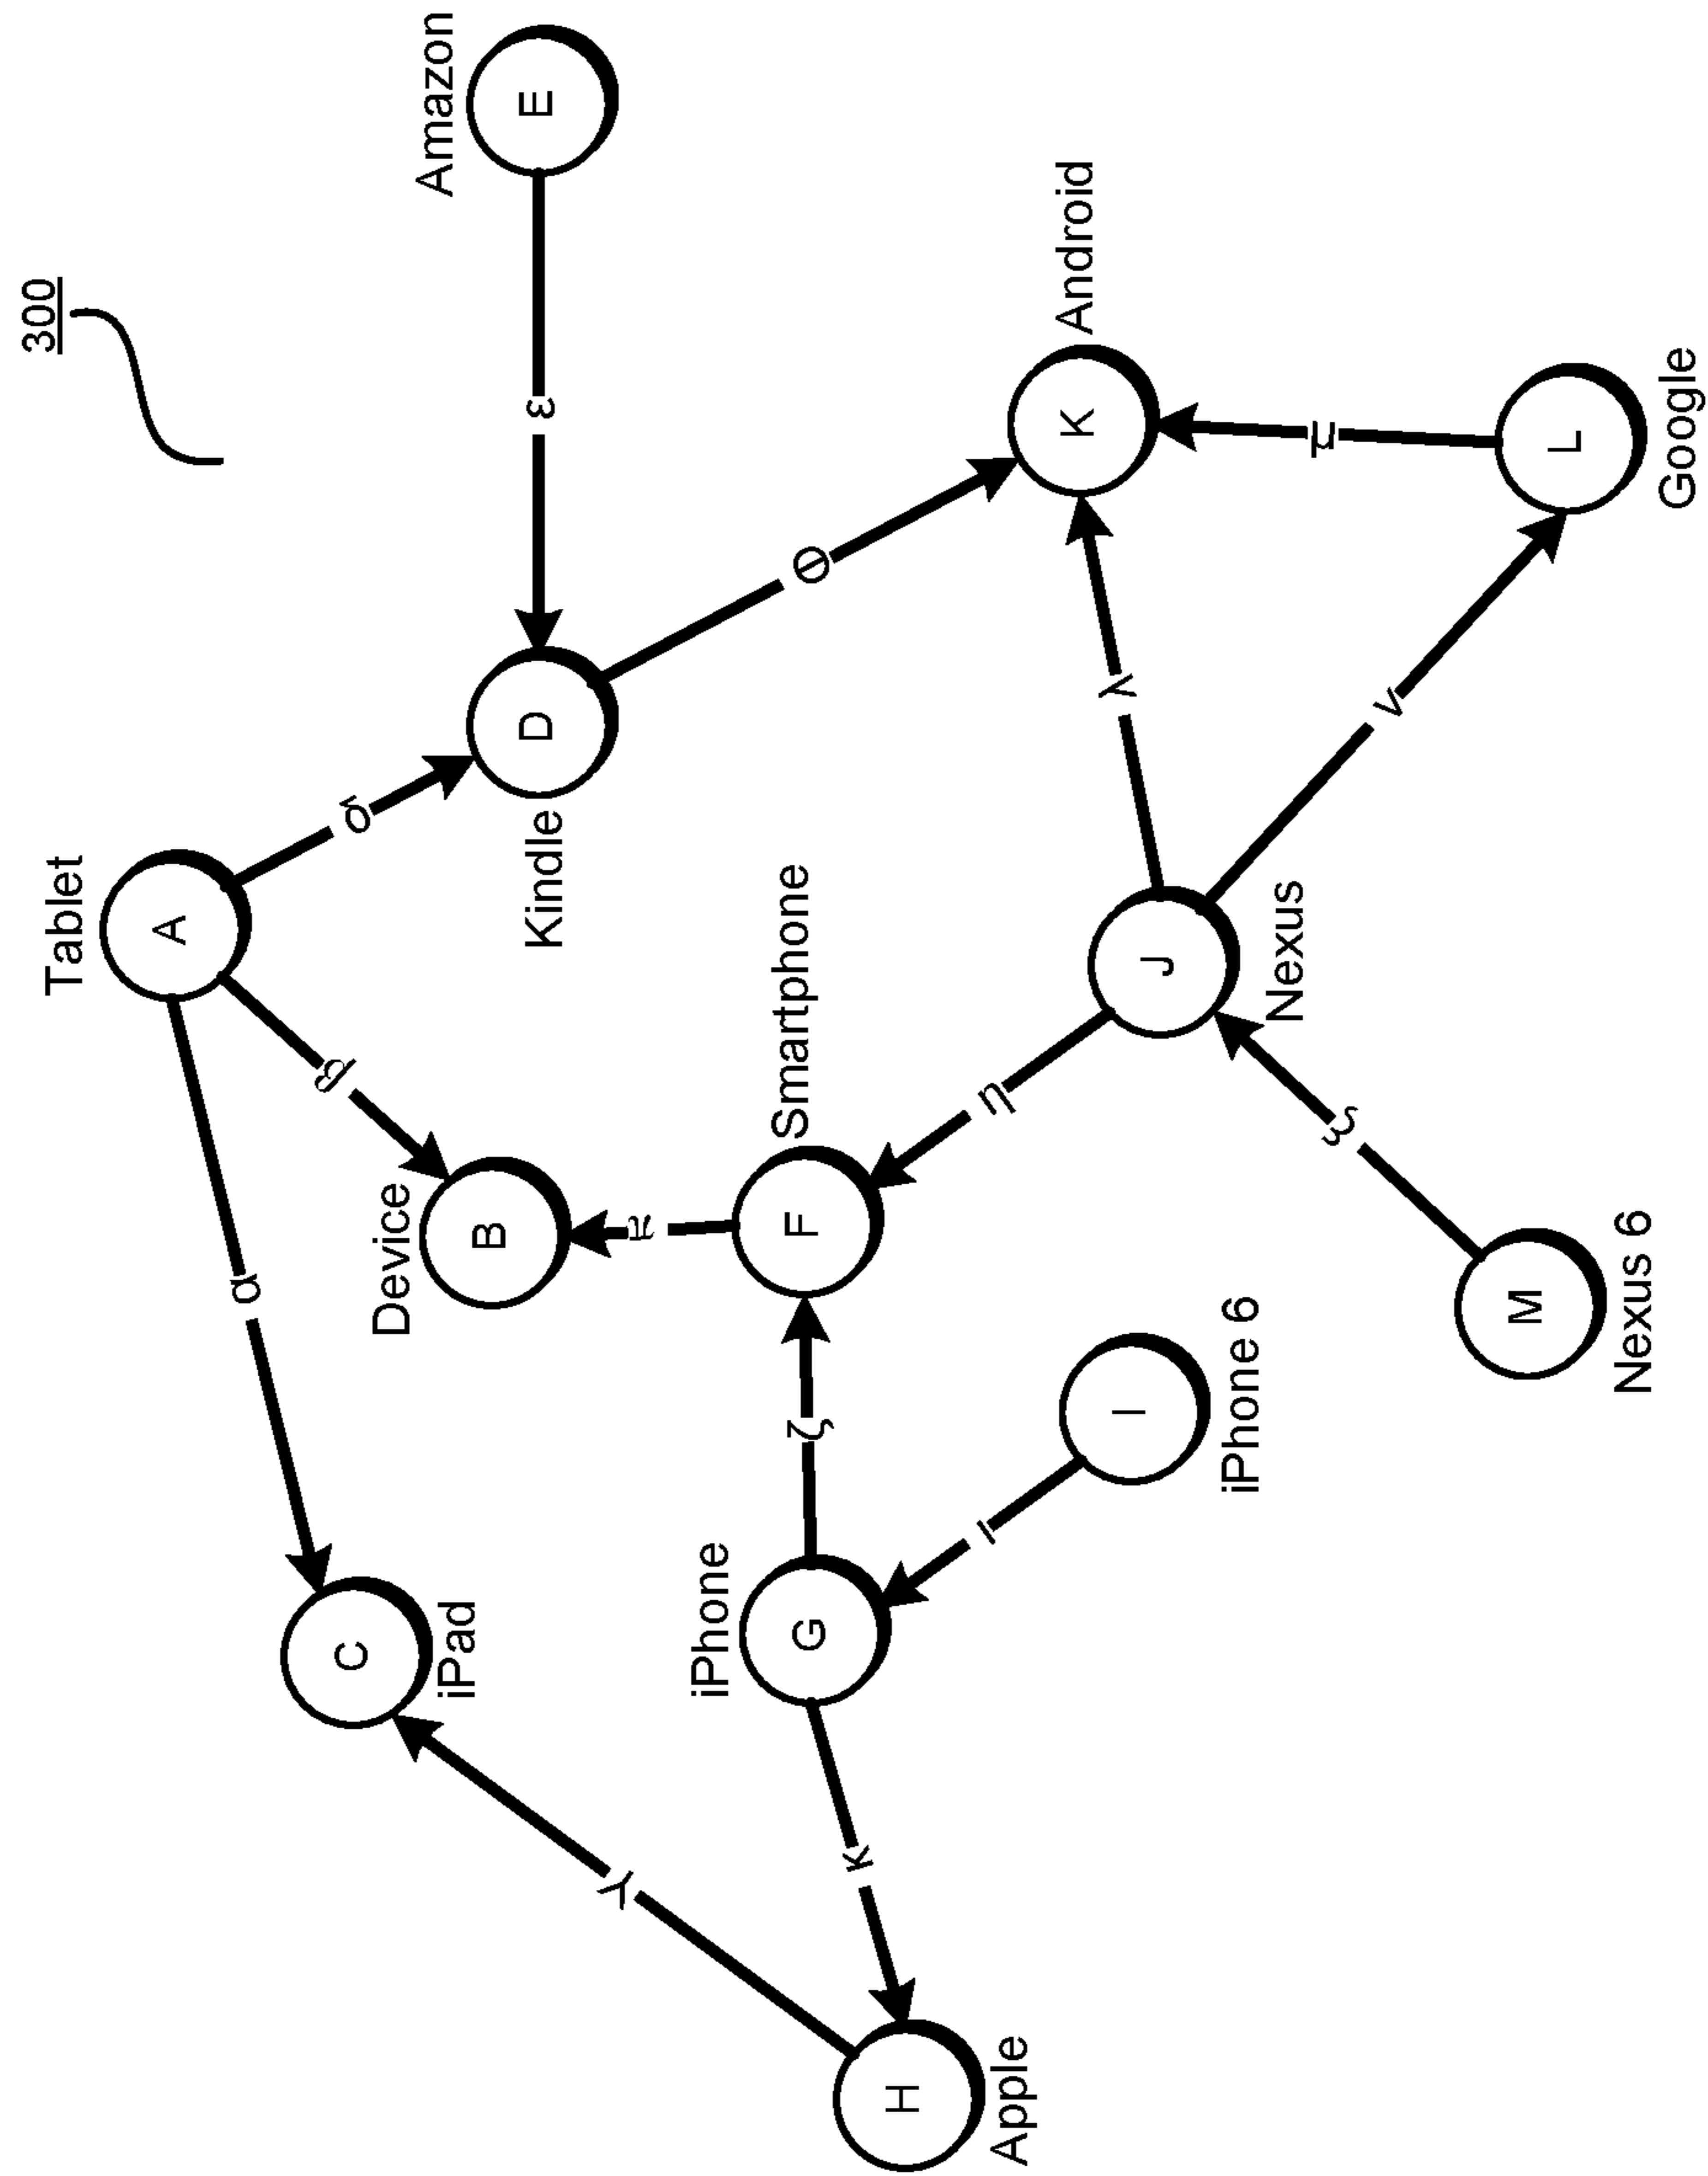 300
Tablet
A
α
β
δ
C
Device
Amazon
iPad
B
D
ε
E
Kindle
γ
π
iPhone
Smartphone
G
ζ
F
θ
κ
H
ι
η
Apple
Android
K
λ
I
J
iPhone 6
Nexus
μ
ξ
ν
M
L
Nexus 6
Google